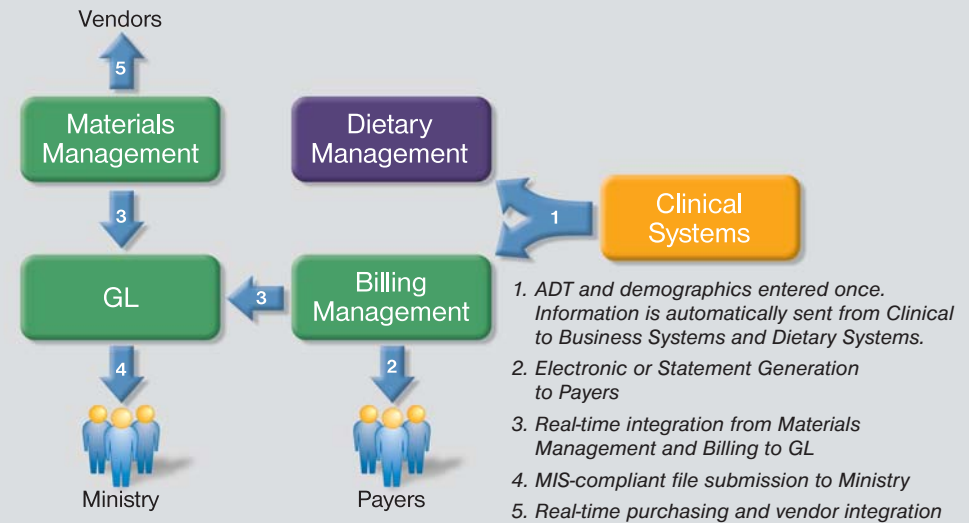 Vendors
5
Materials
Management
Dietary
Management
1
Clinical
Systems
3
GL
3
Billing
Management
4
2
Ministry
Payers
1. ADT and demographics entered once.
Information is automatically sent from Clinical
to Business Systems and Dietary Systems.
2. Electronic or Statement Generation
to Payers
3. Real-time integration from Materials
Management and Billing to GL
4. MIS-compliant file submission to Ministry
5. Real-time purchasing and vendor integration